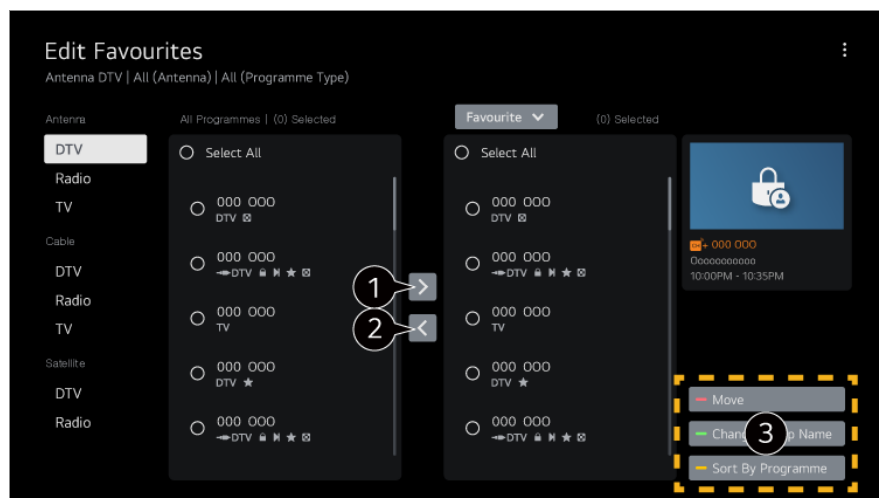 Edit Favourites
Antenna DTV | All (Antenna) | All (Programme Type)
Antenna
DTV
Radio
TV
Cable
DTV
Radio
TV
Satellite
DTV
Radio
All Programmes | (0) Selected
Select All
000 000
DTV
000 000
DTV
000 000
TV
000 000
DTV
000 000
DTV
1
2
Favourite
(0) Selected
Select All
000 000
DTV
000 000
DTV
000 000
TV
000 000
DTV
000 000
DTV
000 000
Oooooooooo
10:00PM - 10:35PM
Move
3
Name
Sort By Programme